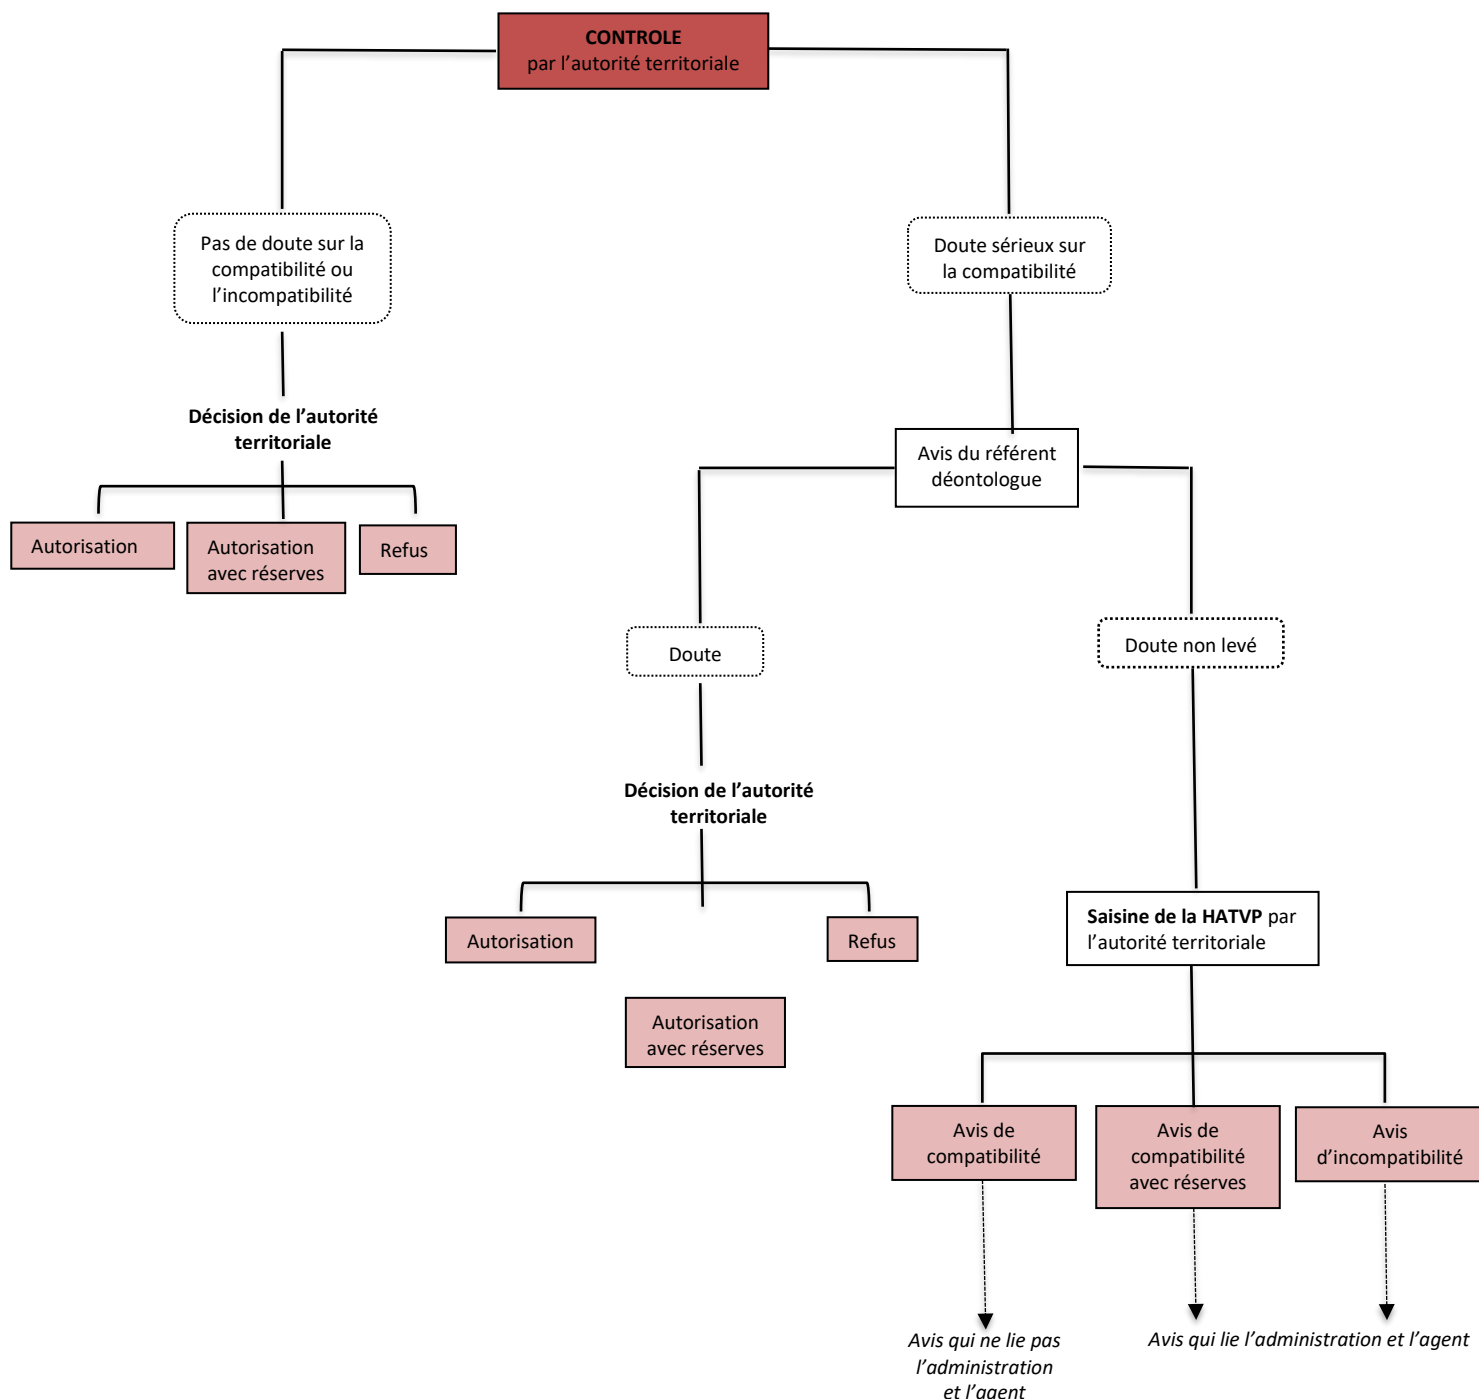 CONTROLE
par l’autorité territoriale
Pas de doute sur la
compatibilité ou
l’incompatibilité
Doute sérieux sur
la compatibilité
Décision de l’autorité
territoriale
Autorisation
Autorisation
avec réserves
Refus
Avis du référent
déontologue
Doute
Doute non levé
Décision de l’autorité
territoriale
Autorisation
Refus
Autorisation
avec réserves
Saisine de la HATVP par
l’autorité territoriale
Avis de
compatibilité
Avis de
compatibilité
avec réserves
Avis
d’incompatibilité
Avis qui ne lie pas
l’administration
et l’agent
Avis qui lie l’administration et l’agent